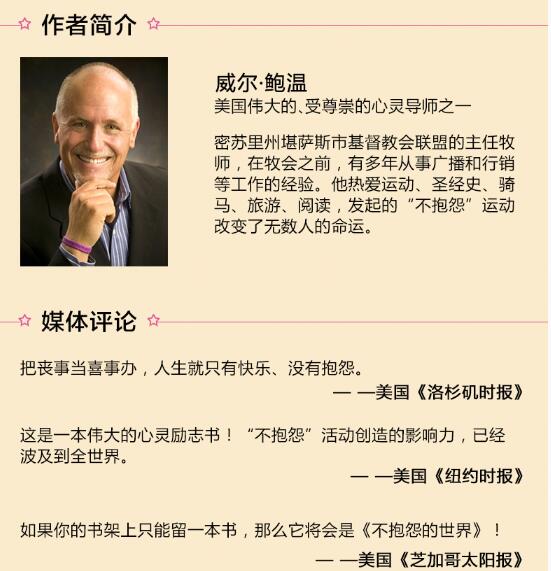 作者简介
威尔·鲍温
美国伟大的、受尊崇的心灵导师之一
密苏里州堪萨斯市基督教会联盟的主任牧
师，在牧会之前，有多年从事广播和行销
等工作的经验。他热爱运动、圣经史、骑
马、旅游、阅读，发起的“不抱怨”运动
改变了无数人的命运。
媒体评论
把丧事当喜事办，人生就只有快乐、没有抱怨。
— —美国《洛杉矶时报》
这是一本伟大的心灵励志书！“不抱怨”活动创造的影响力，已经
波及到全世界。
— —美国《纽约时报》
如果你的书架上只能留一本书，那么它将会是《不抱怨的世界》！
— —美国《芝加哥太阳报》